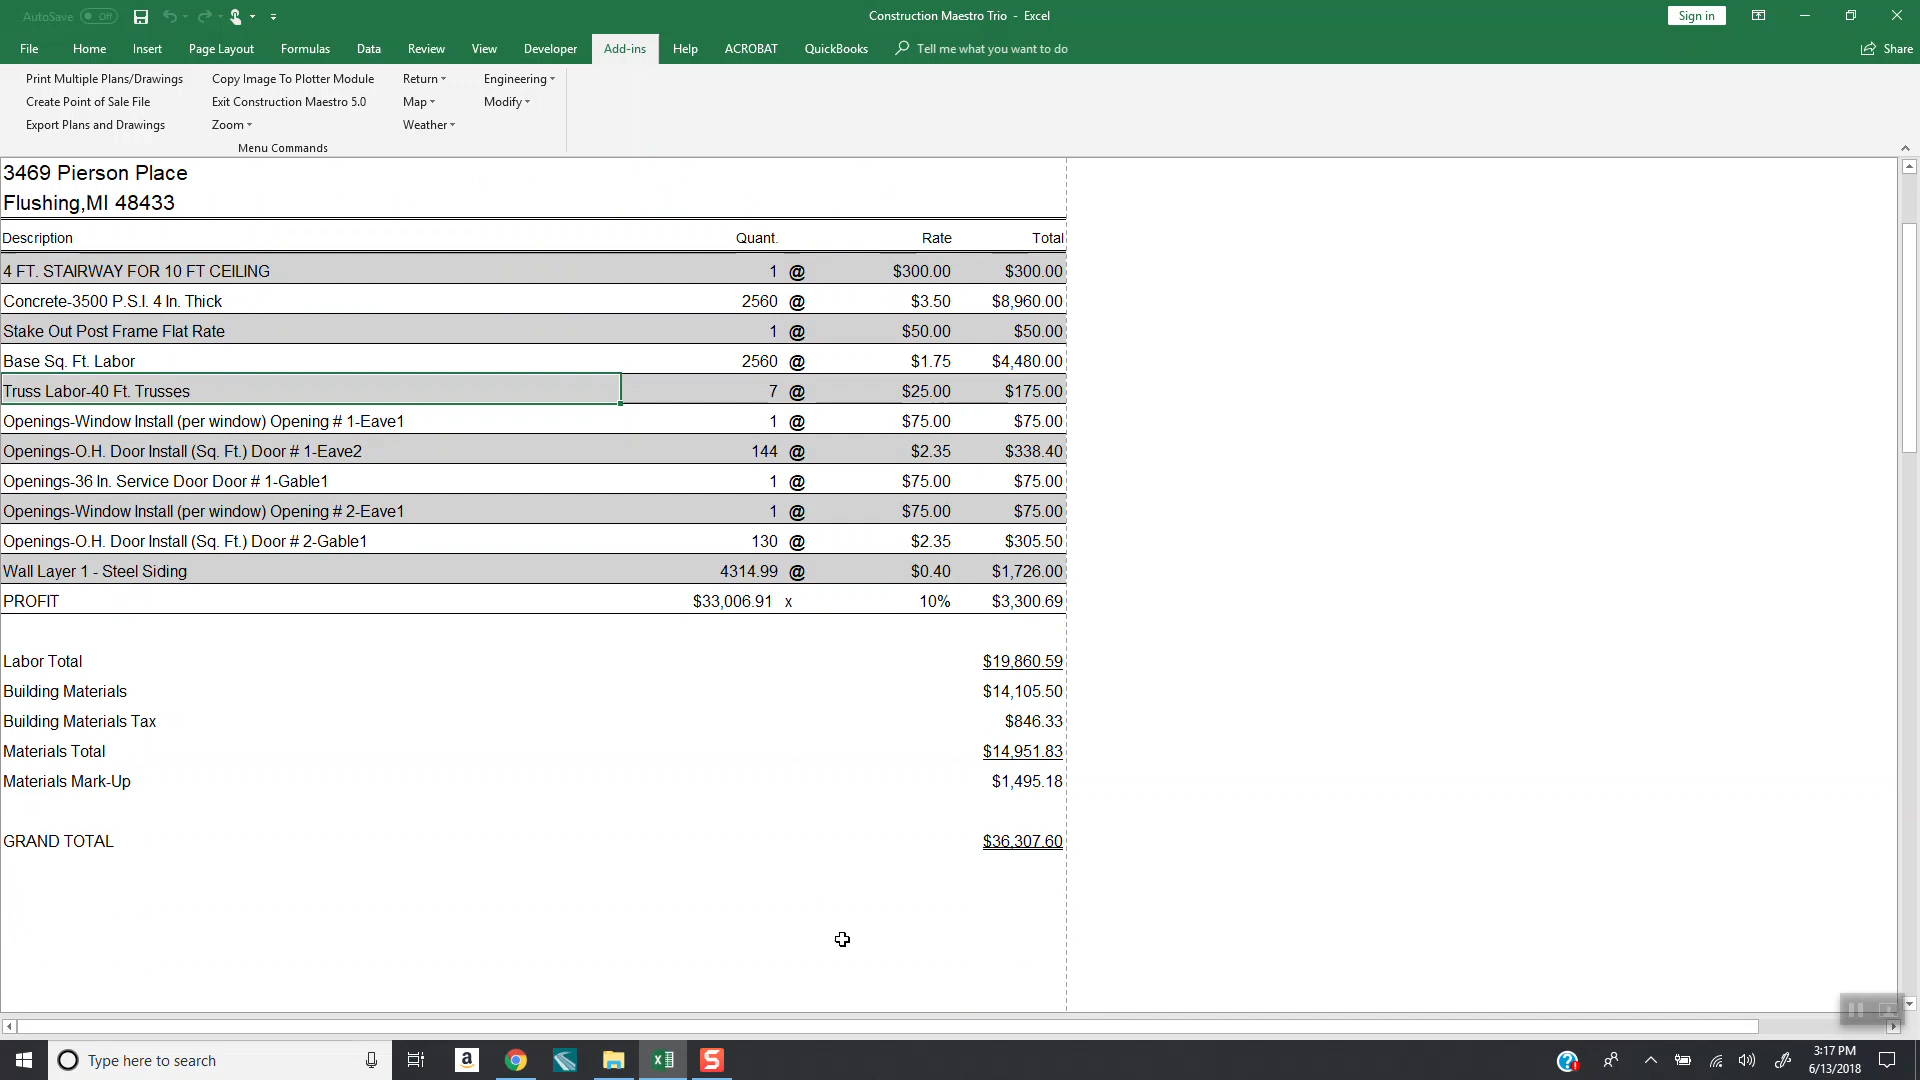 AutoSave Off
Construction Maestro Trio - Excel
Sign in
File Home Insert Page Layout Formulas Data Review View Developer Add-ins Help ACROBAT QuickBooks Tell me what you want to do Share
Print Multiple Plans/Drawings Copy Image To Plotter Module Return Engineering
Create Point of Sale File Exit Construction Maestro 5.0 Map Modify
Export Plans and Drawings Zoom Weather
Menu Commands
3469 Pierson Place
Flushing,MI 48433
Description Quant. Rate Total
4 FT. STAIRWAY FOR 10 FT CEILING 1 @ $300.00 $300.00
Concrete-3500 P.S.I. 4 In. Thick 2560 @ $3.50 $8,960.00
Stake Out Post Frame Flat Rate 1 @ $50.00 $50.00
Base Sq. Ft. Labor 2560 @ $1.75 $4,480.00
Truss Labor-40 Ft. Trusses 7 @ $25.00 $175.00
Openings-Window Install (per window) Opening # 1-Eave1 1 @ $75.00 $75.00
Openings-O.H. Door Install (Sq. Ft.) Door # 1-Eave2 144 @ $2.35 $338.40
Openings-36 In. Service Door Door # 1-Gable1 1 @ $75.00 $75.00
Openings-Window Install (per window) Opening # 2-Eave1 1 @ $75.00 $75.00
Openings-O.H. Door Install (Sq. Ft.) Door # 2-Gable1 130 @ $2.35 $305.50
Wall Layer 1 - Steel Siding 4314.99 @ $0.40 $1,726.00
PROFIT $33,006.91 x 10% $3,300.69
Labor Total $19,860.59
Building Materials $14,105.50
Building Materials Tax $846.33
Materials Total $14,951.83
Materials Mark-Up $1,495.18
GRAND TOTAL $36,307.60
Type here to search
3:17 PM
6/13/2018